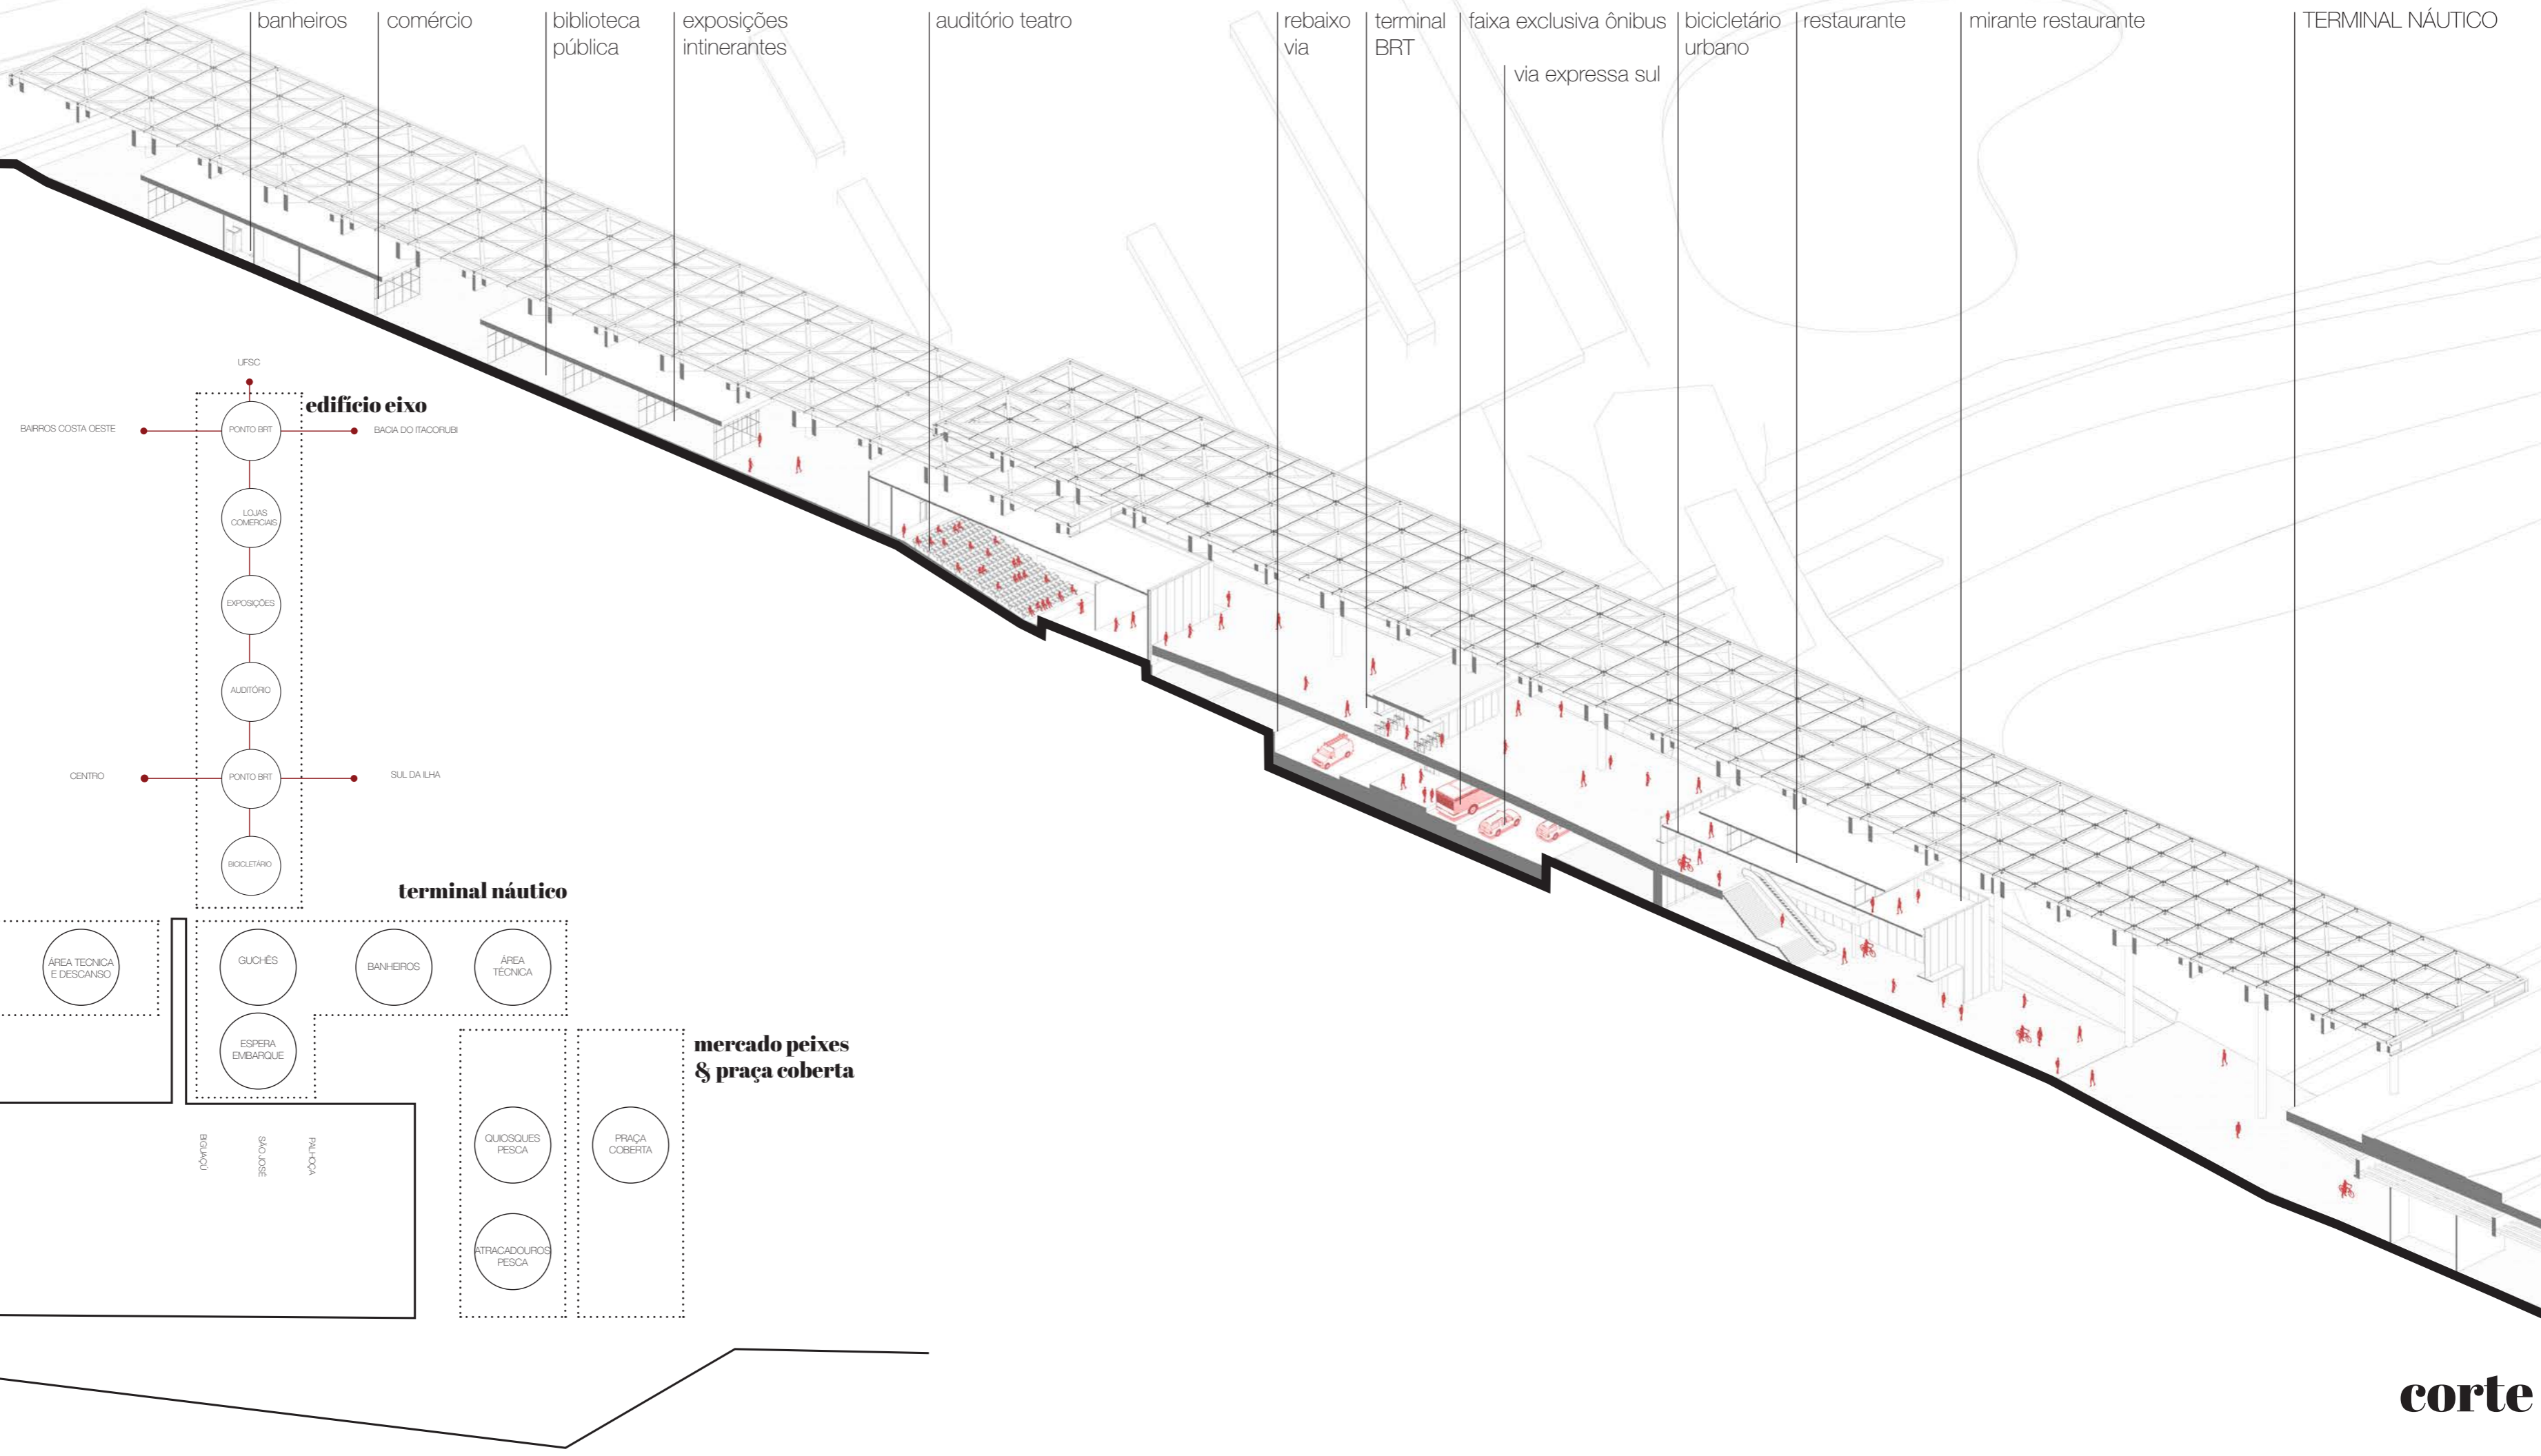 banheiros
comércio
biblioteca
pública
exposições
intinerantes
auditório teatro
rebaixo
via
terminal
BRT
faixa exclusiva ônibus
via expressa sul
bicicletário
urbano
restaurante
mirante restaurante
TERMINAL NÁUTICO
UFSC
edifício eixo
BAIRROS COSTA OESTE
PONTO BRT
BACIA DO ITACORUBI
LOJAS
COMERCIAIS
EXPOSIÇÕES
AUDITÓRIO
CENTRO
PONTO BRT
SUL DA ILHA
BICICLETÁRIO
terminal náutico
ÁREA TECNICA
E DESCANSO
GUCHÊS
BANHEIROS
ÁREA
TÉCNICA
ESPERA
EMBARQUE
mercado peixes
& praça coberta
BIGUAÇÚ
SÃO JOSÉ
PALHOÇA
QUIOSQUES
PESCA
PRAÇA
COBERTA
ATRACADOUROS
PESCA
corte